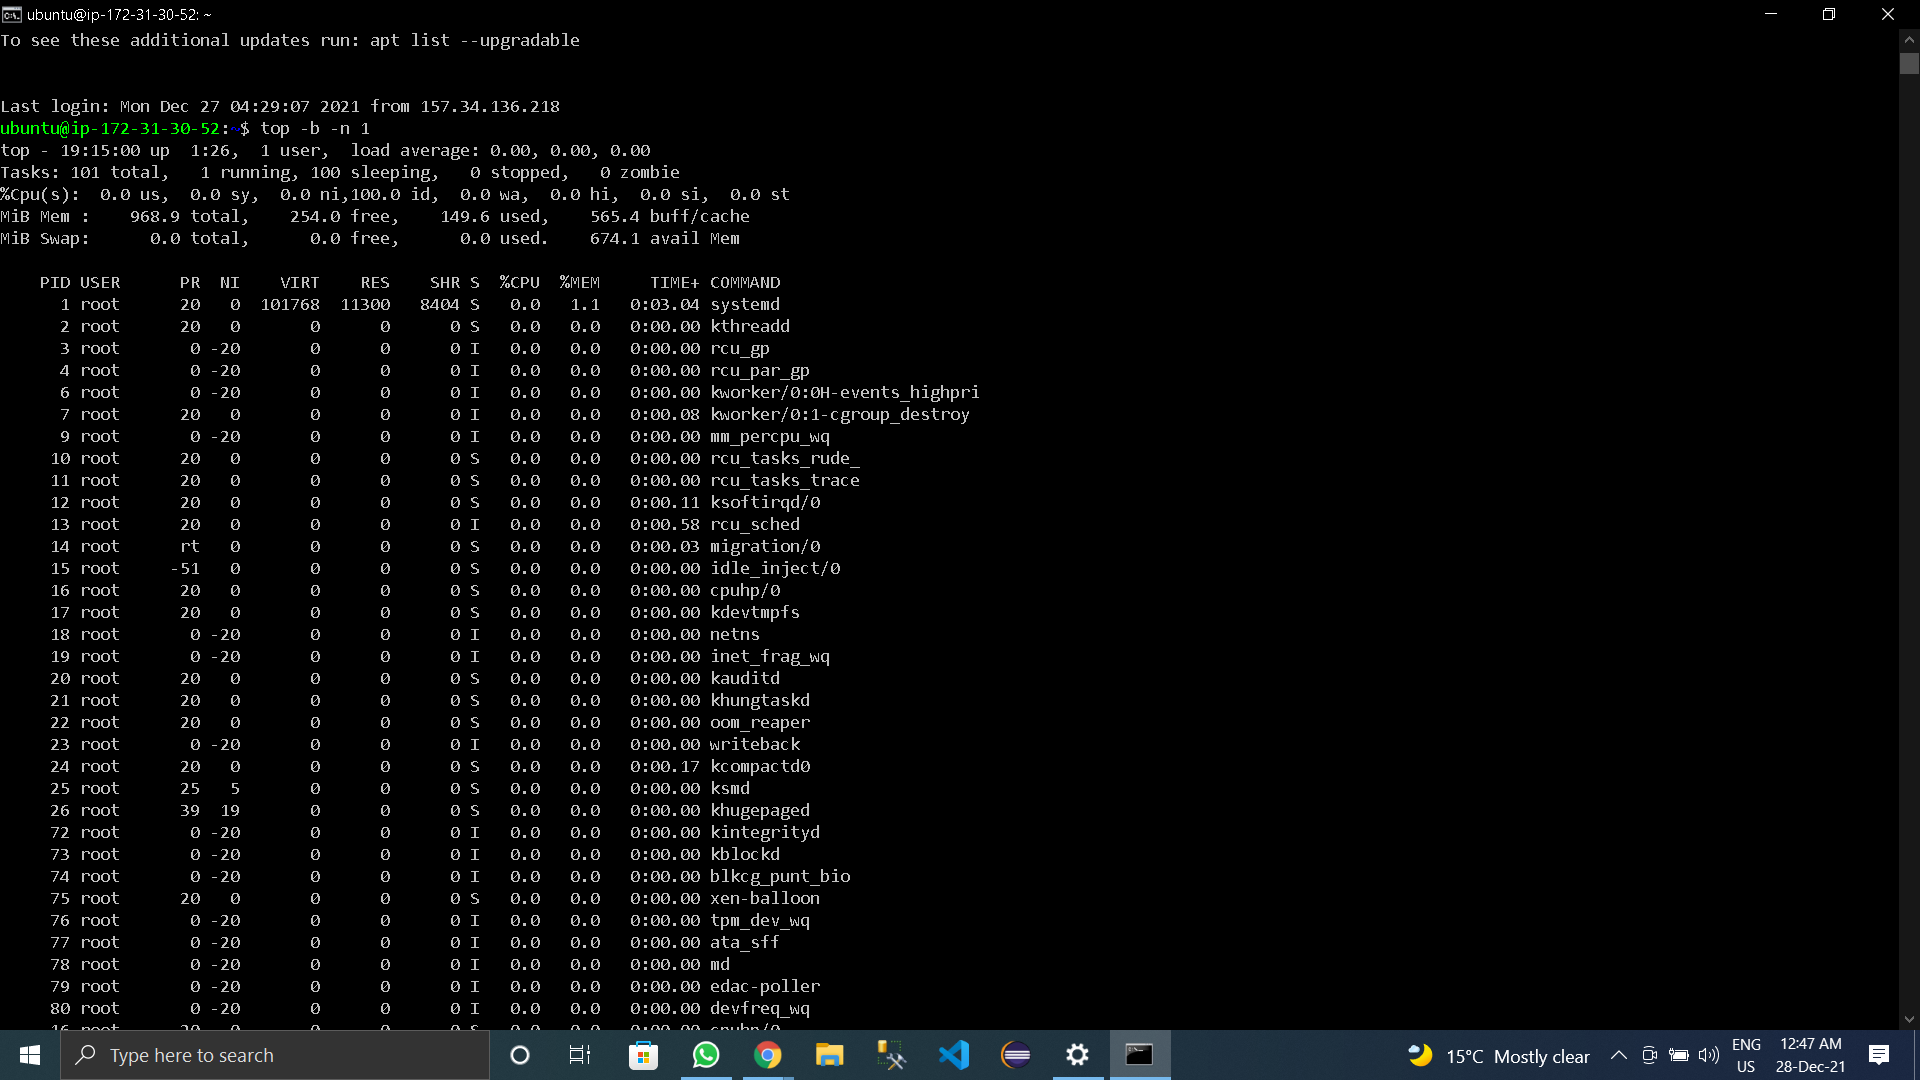 ubuntu@ip-172-31-30-52: ~
To see these additional updates run: apt list --upgradable
Last login: Mon Dec 27 04:29:07 2021 from 157.34.136.218
ubuntu@ip-172-31-30-52:~$ top -b -n 1
top - 19:15:00 up  1:26,  1 user,  load average: 0.00, 0.00, 0.00
Tasks: 101 total,   1 running, 100 sleeping,   0 stopped,   0 zombie
%Cpu(s):  0.0 us,  0.0 sy,  0.0 ni,100.0 id,  0.0 wa,  0.0 hi,  0.0 si,  0.0 st
MiB Mem :    968.9 total,    254.0 free,    149.6 used,    565.4 buff/cache
MiB Swap:      0.0 total,      0.0 free,      0.0 used.    674.1 avail Mem
PID USER      PR  NI    VIRT    RES    SHR S  %CPU  %MEM     TIME+ COMMAND
1 root      20   0  101768  11300   8404 S   0.0   1.1   0:03.04 systemd
2 root      20   0       0      0      0 S   0.0   0.0   0:00.00 kthreadd
3 root       0 -20       0      0      0 I   0.0   0.0   0:00.00 rcu_gp
4 root       0 -20       0      0      0 I   0.0   0.0   0:00.00 rcu_par_gp
6 root       0 -20       0      0      0 I   0.0   0.0   0:00.00 kworker/0:0H-events_highpri
7 root      20   0       0      0      0 I   0.0   0.0   0:00.08 kworker/0:1-cgroup_destroy
9 root       0 -20       0      0      0 I   0.0   0.0   0:00.00 mm_percpu_wq
10 root      20   0       0      0      0 S   0.0   0.0   0:00.00 rcu_tasks_rude_
11 root      20   0       0      0      0 S   0.0   0.0   0:00.00 rcu_tasks_trace
12 root      20   0       0      0      0 S   0.0   0.0   0:00.11 ksoftirqd/0
13 root      20   0       0      0      0 I   0.0   0.0   0:00.58 rcu_sched
14 root      rt   0       0      0      0 S   0.0   0.0   0:00.03 migration/0
15 root     -51   0       0      0      0 S   0.0   0.0   0:00.00 idle_inject/0
16 root      20   0       0      0      0 S   0.0   0.0   0:00.00 cpuhp/0
17 root      20   0       0      0      0 S   0.0   0.0   0:00.00 kdevtmpfs
18 root       0 -20       0      0      0 I   0.0   0.0   0:00.00 netns
19 root       0 -20       0      0      0 I   0.0   0.0   0:00.00 inet_frag_wq
20 root      20   0       0      0      0 S   0.0   0.0   0:00.00 kauditd
21 root      20   0       0      0      0 S   0.0   0.0   0:00.00 khungtaskd
22 root      20   0       0      0      0 S   0.0   0.0   0:00.00 oom_reaper
23 root       0 -20       0      0      0 I   0.0   0.0   0:00.00 writeback
24 root      20   0       0      0      0 S   0.0   0.0   0:00.17 kcompactd0
25 root      25   5       0      0      0 S   0.0   0.0   0:00.00 ksmd
26 root      39  19       0      0      0 S   0.0   0.0   0:00.00 khugepaged
72 root       0 -20       0      0      0 I   0.0   0.0   0:00.00 kintegrityd
73 root       0 -20       0      0      0 I   0.0   0.0   0:00.00 kblockd
74 root       0 -20       0      0      0 I   0.0   0.0   0:00.00 blkcg_punt_bio
75 root      20   0       0      0      0 S   0.0   0.0   0:00.00 xen-balloon
76 root       0 -20       0      0      0 I   0.0   0.0   0:00.00 tpm_dev_wq
77 root       0 -20       0      0      0 I   0.0   0.0   0:00.00 ata_sff
78 root       0 -20       0      0      0 I   0.0   0.0   0:00.00 md
79 root       0 -20       0      0      0 I   0.0   0.0   0:00.00 edac-poller
80 root       0 -20       0      0      0 I   0.0   0.0   0:00.00 devfreq_wq
16 root      20   0       0      0      0 S   0.0   0.0   0:00.00 cpuhp/0
Type here to search
15°C Mostly clear
ENG
US
12:47 AM
28-Dec-21